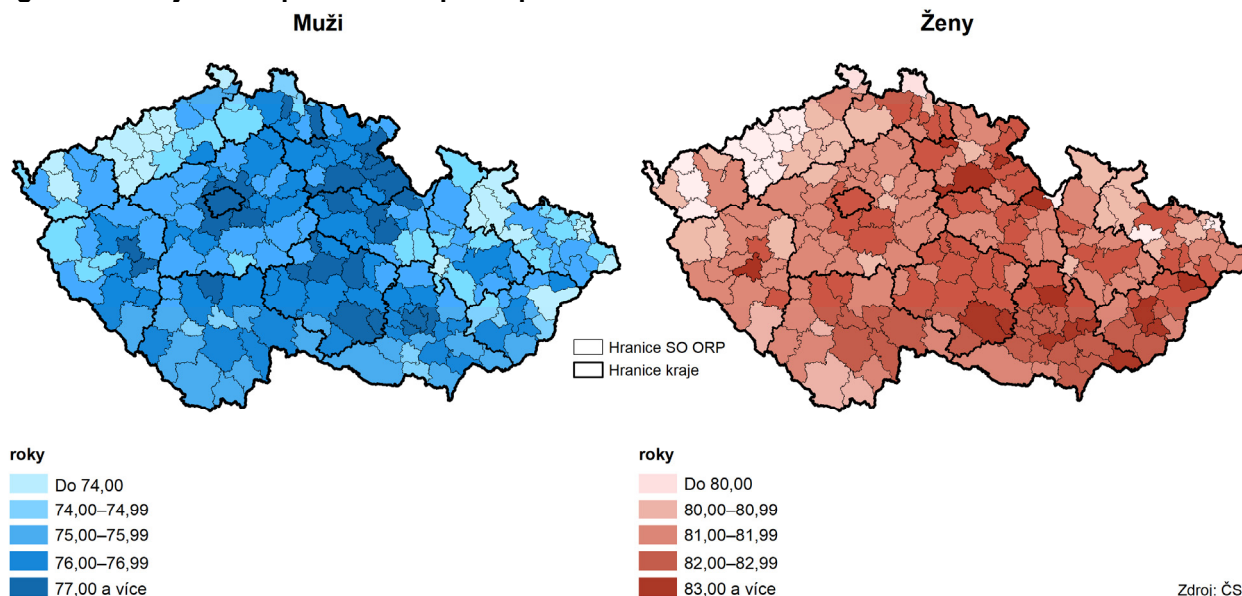 Muži
Ženy
Hranice SO ORP
Hranice kraje
roky
Do 74,00
74,00–74,99
75,00–75,99
76,00–76,99
77,00 a více
roky
Do 80,00
80,00–80,99
81,00–81,99
82,00–82,99
83,00 a více
Zdroj: ČS